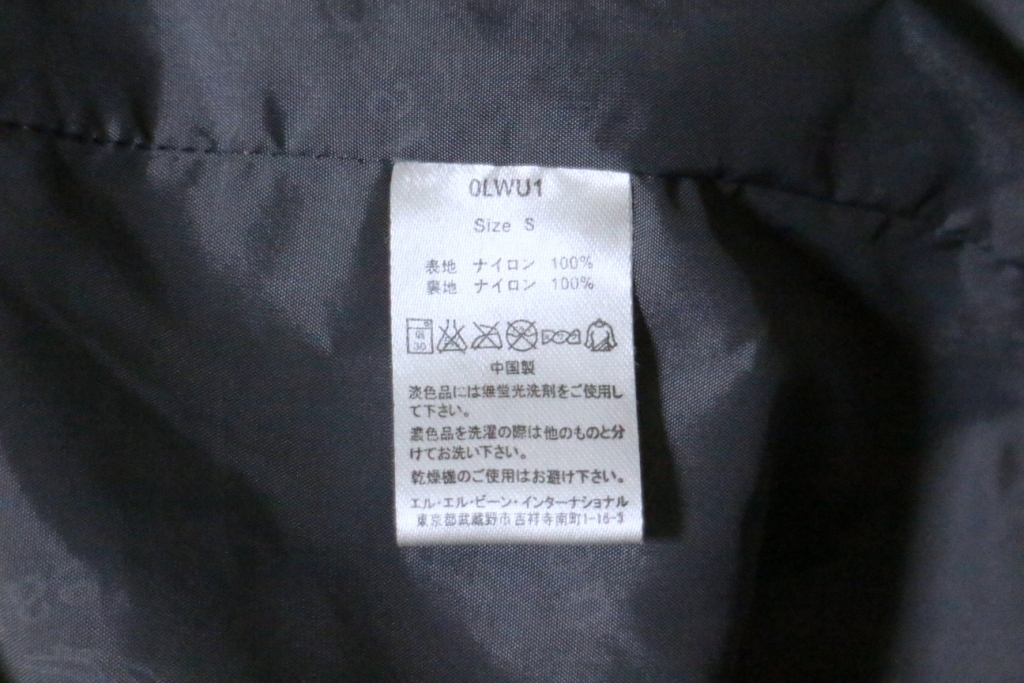 0LWU1
Size S
表地 ナイロン 100%
裏地 ナイロン 100%
中国製
淡色品には無蛍光洗剤をご使用し
て下さい。
濃色品を洗濯の際は他のものと分
けてお洗い下さい。
乾燥機のご使用はお避け下さい。
エル・エル・ビーン・インターナショナル
東京都武蔵野市吉祥寺南町1-16-3